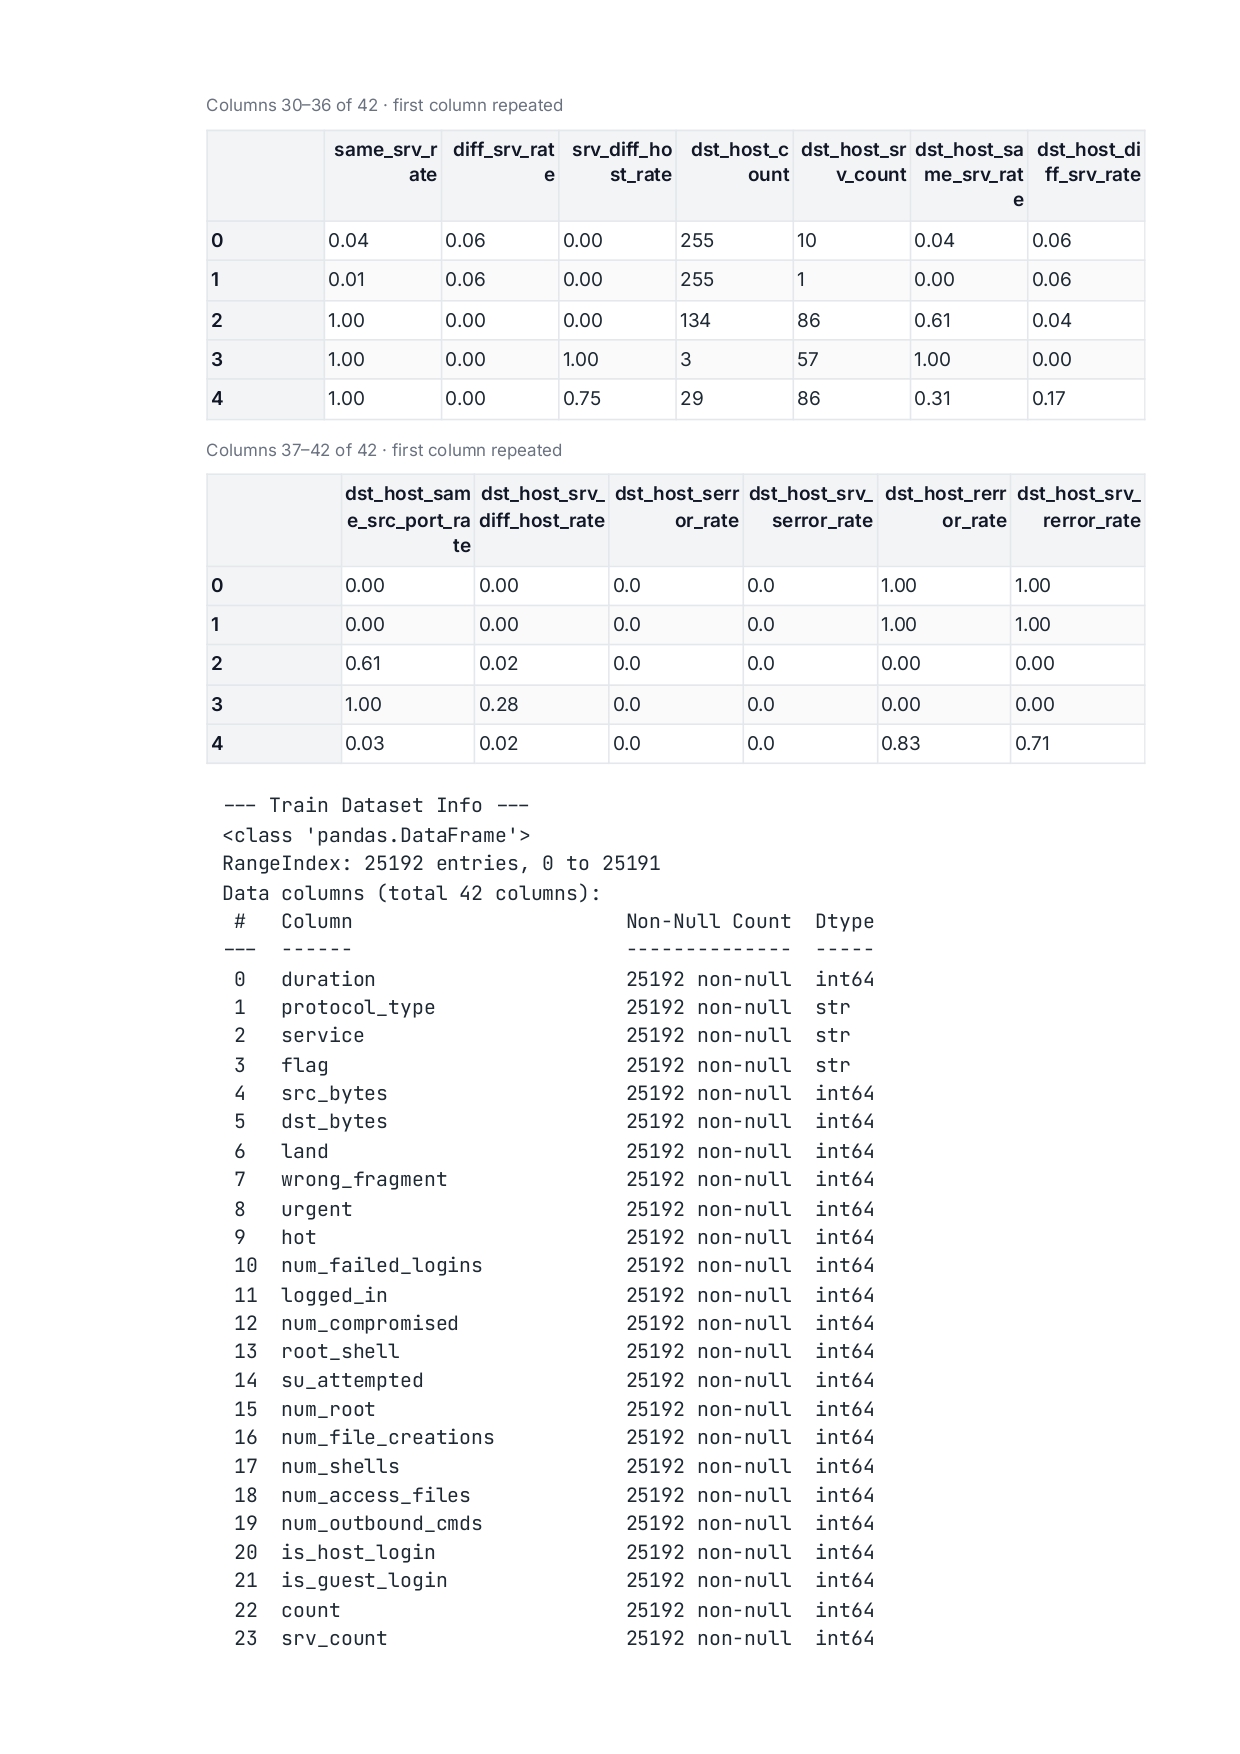 Columns 30–36 of 42 · first column repeated
same_srv_r diff_srv_rat srv_diff_ho dst_host_c dst_host_sr dst_host_sa dst_host_di
ate e st_rate ount v_count me_srv_rat ff_srv_rate
e
0 0.04 0.06 0.00 255 10 0.04 0.06
1 0.01 0.06 0.00 255 1 0.00 0.06
2 1.00 0.00 0.00 134 86 0.61 0.04
3 1.00 0.00 1.00 3 57 1.00 0.00
4 1.00 0.00 0.75 29 86 0.31 0.17
Columns 37–42 of 42 · first column repeated
dst_host_sam dst_host_srv_ dst_host_serr dst_host_srv_ dst_host_rerr dst_host_srv_
e_src_port_ra diff_host_rate or_rate serror_rate or_rate rerror_rate
te
0 0.00 0.00 0.0 0.0 1.00 1.00
1 0.00 0.00 0.0 0.0 1.00 1.00
2 0.61 0.02 0.0 0.0 0.00 0.00
3 1.00 0.28 0.0 0.0 0.00 0.00
4 0.03 0.02 0.0 0.0 0.83 0.71
--- Train Dataset Info ---
<class 'pandas.DataFrame'>
RangeIndex: 25192 entries, 0 to 25191
Data columns (total 42 columns):
 #   Column                       Non-Null Count  Dtype
---  ------                       --------------  -----
 0   duration                     25192 non-null  int64
 1   protocol_type                25192 non-null  str
 2   service                      25192 non-null  str
 3   flag                         25192 non-null  str
 4   src_bytes                    25192 non-null  int64
 5   dst_bytes                    25192 non-null  int64
 6   land                         25192 non-null  int64
 7   wrong_fragment               25192 non-null  int64
 8   urgent                       25192 non-null  int64
 9   hot                          25192 non-null  int64
 10  num_failed_logins            25192 non-null  int64
 11  logged_in                    25192 non-null  int64
 12  num_compromised              25192 non-null  int64
 13  root_shell                   25192 non-null  int64
 14  su_attempted                 25192 non-null  int64
 15  num_root                     25192 non-null  int64
 16  num_file_creations           25192 non-null  int64
 17  num_shells                   25192 non-null  int64
 18  num_access_files             25192 non-null  int64
 19  num_outbound_cmds            25192 non-null  int64
 20  is_host_login                25192 non-null  int64
 21  is_guest_login               25192 non-null  int64
 22  count                        25192 non-null  int64
 23  srv_count                    25192 non-null  int64